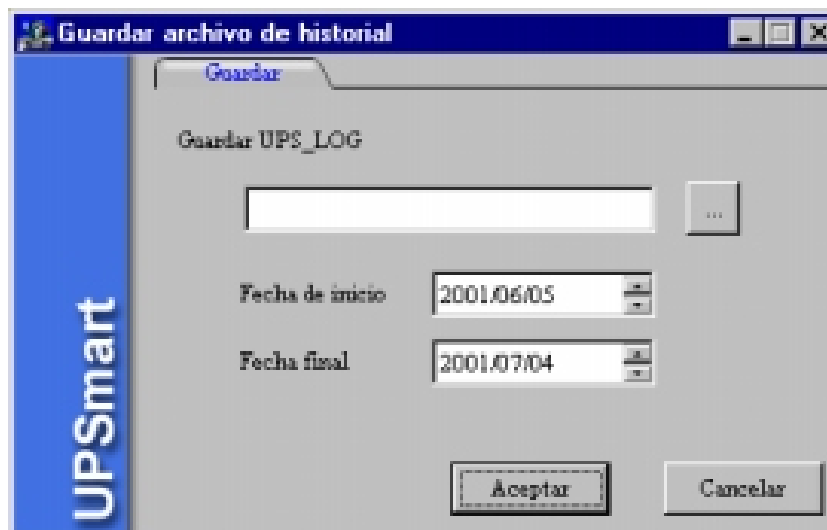 Guardar archivo de historial
Guardar
Guardar UPS_LOG
...
Fecha de inicio 2001/06/05
Fecha final 2001/07/04
UPSmart
Aceptar Cancelar